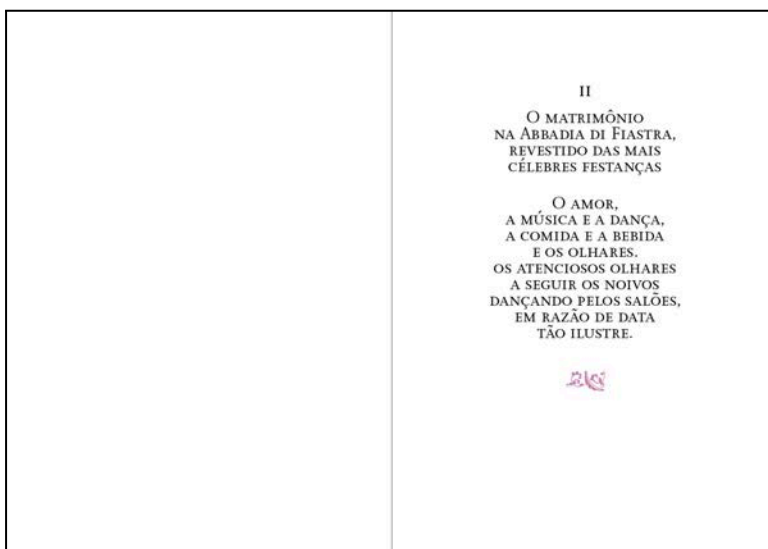 II
O MATRIMÔNIO
NA ABBADIA DI FIASTRA,
REVESTIDO DAS MAIS
CÉLEBRES FESTANÇAS
O AMOR,
A MÚSICA E A DANÇA,
A COMIDA E A BEBIDA
E OS OLHARES.
OS ATENCIOSOS OLHARES
A SEGUIR OS NOIVOS
DANÇANDO PELOS SALÕES,
EM RAZÃO DE DATA
TÃO ILUSTRE.